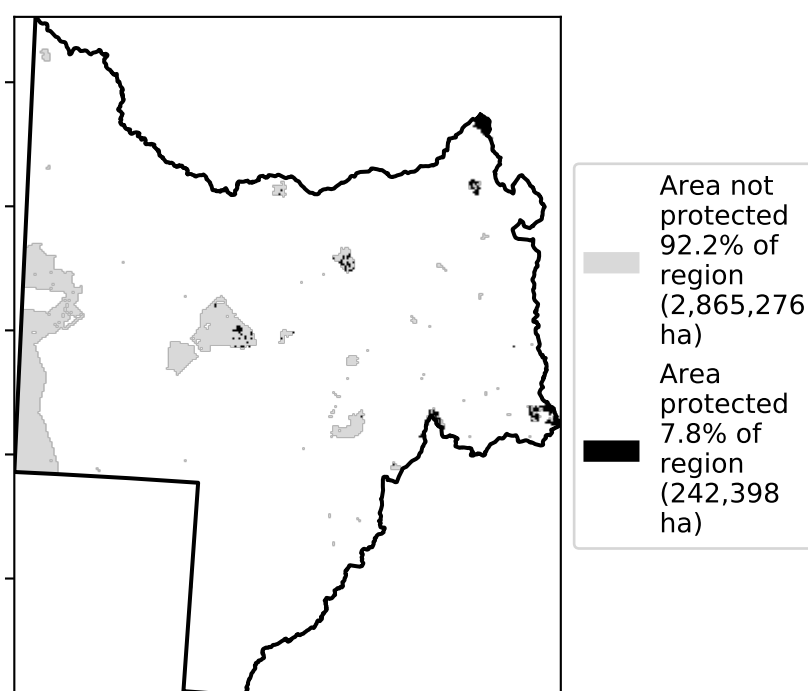 Area not
protected
92.2% of
region
(2,865,276
ha)
Area
protected
7.8% of
region
(242,398
ha)